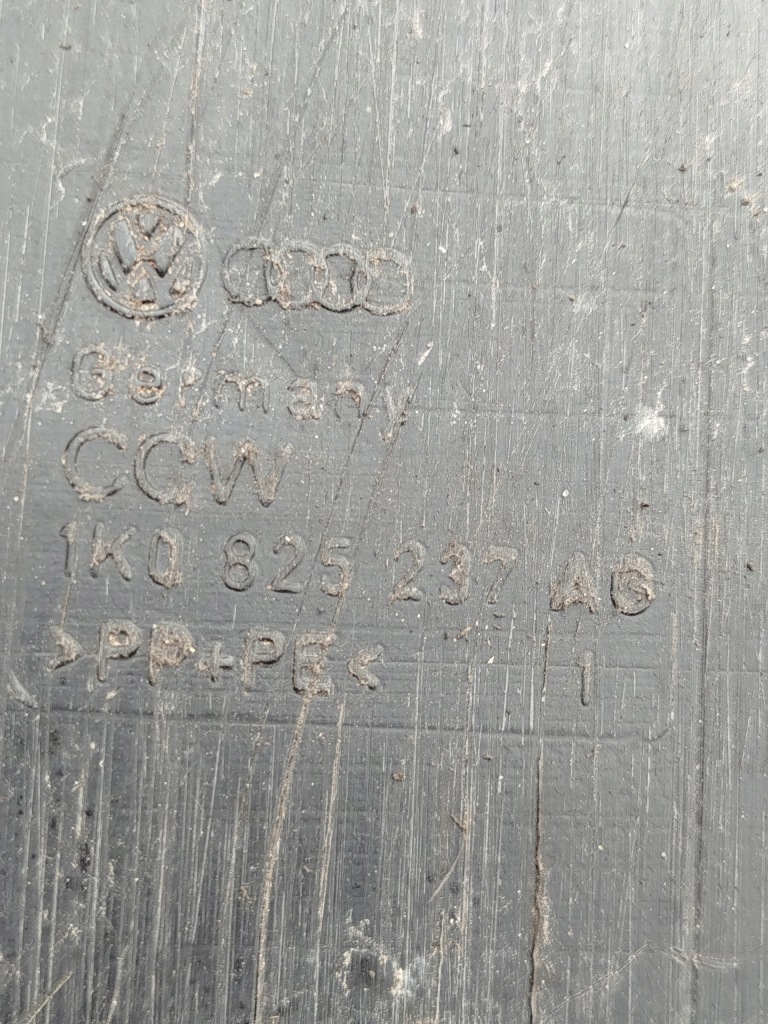 Germany
CCW
1K0 825 237 AG
>PP+PE< 1